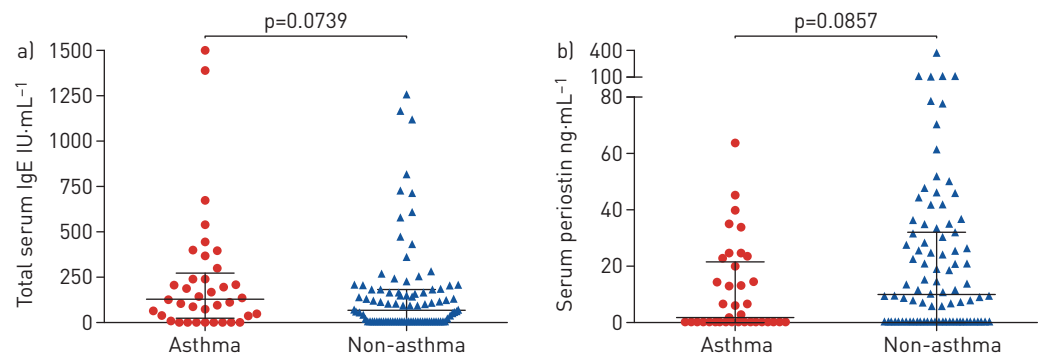 a)
p=0.0739
Total serum IgE IU·mL⁻¹
1500
1250
1000
750
500
250
0
Asthma
Non-asthma
b)
p=0.0857
Serum periostin ng·mL⁻¹
400
100
80
60
40
20
0
Asthma
Non-asthma